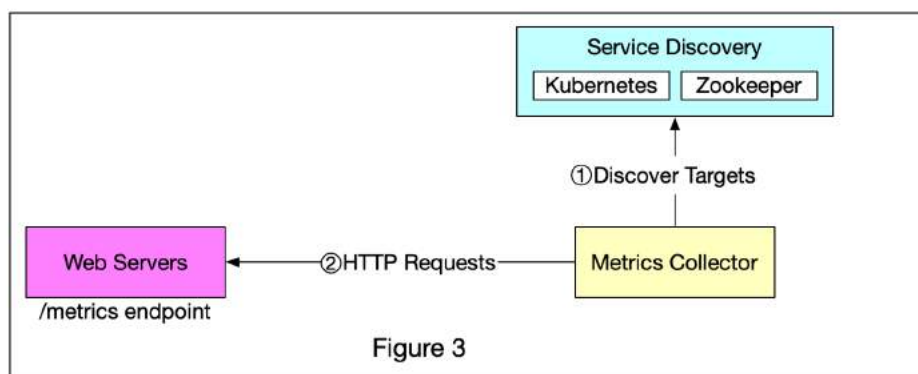 Service Discovery
Kubernetes
Zookeeper
①Discover Targets
Web Servers
②HTTP Requests
Metrics Collector
/metrics endpoint
Figure 3